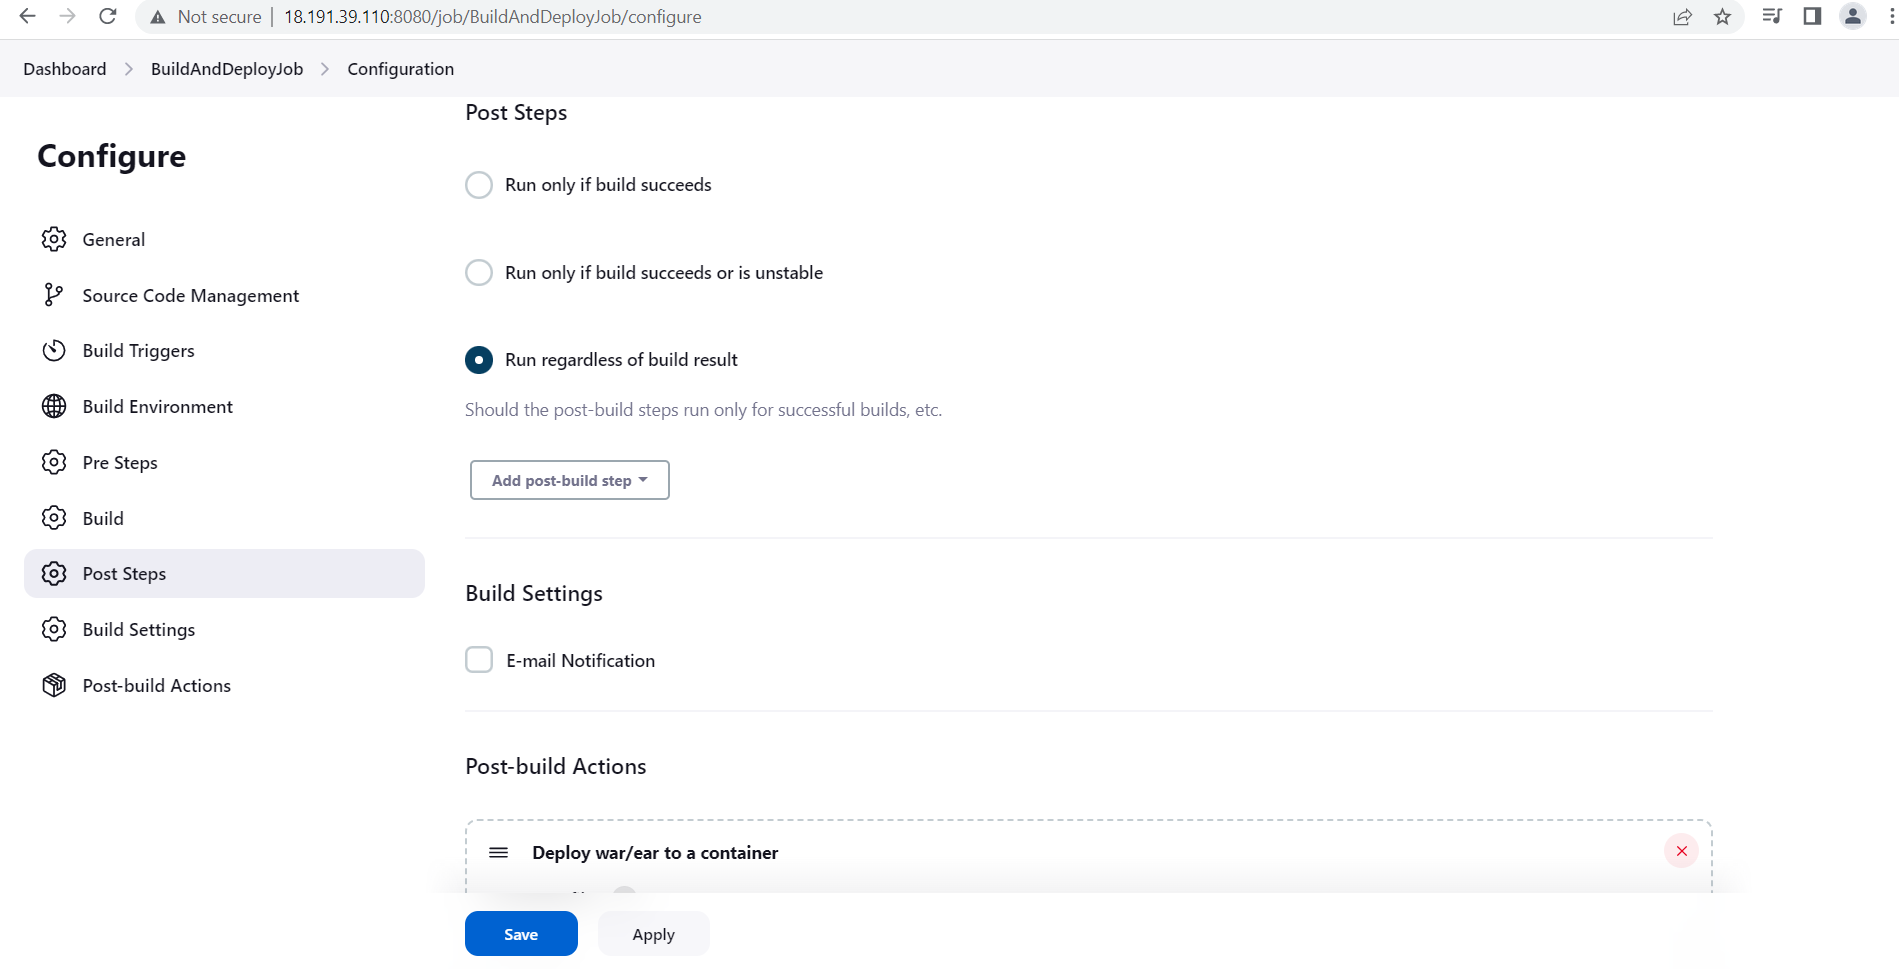 Not secure | 18.191.39.110:8080/job/BuildAndDeployJob/configure
Dashboard > BuildAndDeployJob > Configuration
Configure
General
Source Code Management
Build Triggers
Build Environment
Pre Steps
Build
Post Steps
Build Settings
Post-build Actions
Post Steps
Run only if build succeeds
Run only if build succeeds or is unstable
Run regardless of build result
Should the post-build steps run only for successful builds, etc.
Add post-build step
Build Settings
E-mail Notification
Post-build Actions
Deploy war/ear to a container
Save
Apply